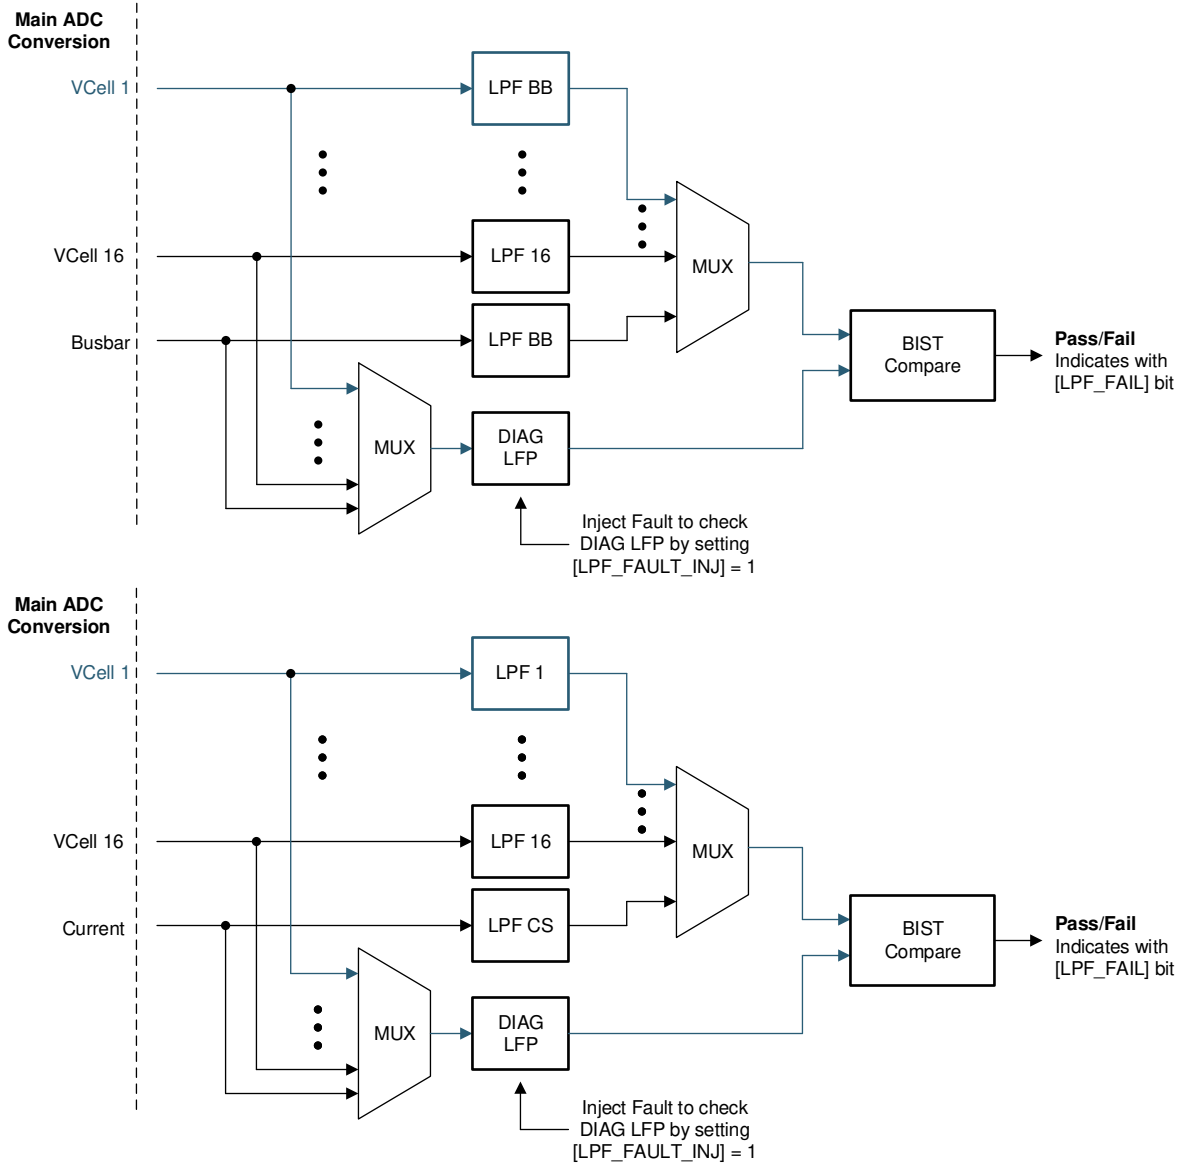 Main ADC
Conversion
VCell 1
LPF BB
VCell 16
LPF 16
MUX
Busbar
LPF BB
BIST
Compare
Pass/Fail
Indicates with
[LPF_FAIL] bit
MUX
DIAG
LFP
Inject Fault to check
DIAG LFP by setting
[LPF_FAULT_INJ] = 1
Main ADC
Conversion
VCell 1
LPF 1
VCell 16
LPF 16
MUX
Current
LPF CS
BIST
Compare
Pass/Fail
Indicates with
[LPF_FAIL] bit
MUX
DIAG
LFP
Inject Fault to check
DIAG LFP by setting
[LPF_FAULT_INJ] = 1